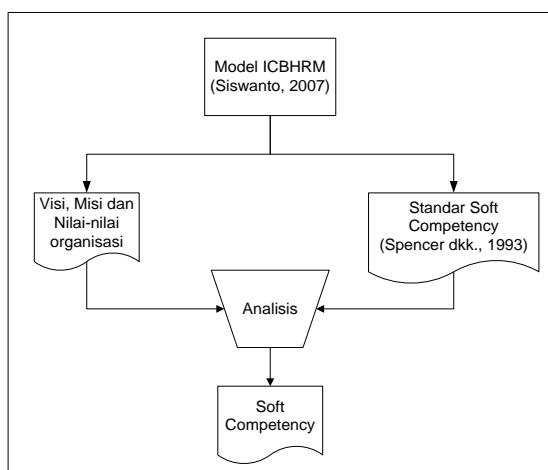 Model ICBHRM
(Siswanto, 2007)
Visi, Misi dan
Nilai-nilai
organisasi
Standar Soft
Competency
(Spencer dkk., 1993)
Analisis
Soft
Competency